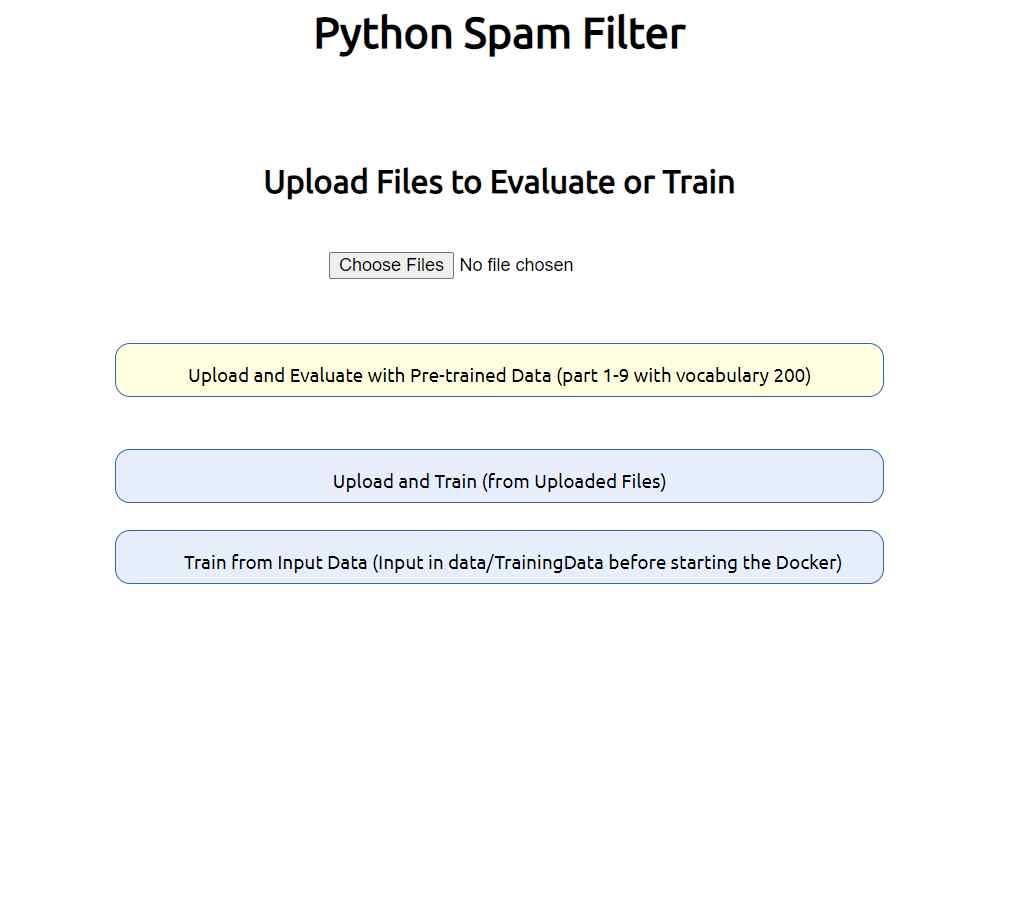 Python Spam Filter
Upload Files to Evaluate or Train
Choose Files No file chosen
Upload and Evaluate with Pre-trained Data (part 1-9 with vocabulary 200)
Upload and Train (from Uploaded Files)
Train from Input Data (Input in data/TrainingData before starting the Docker)